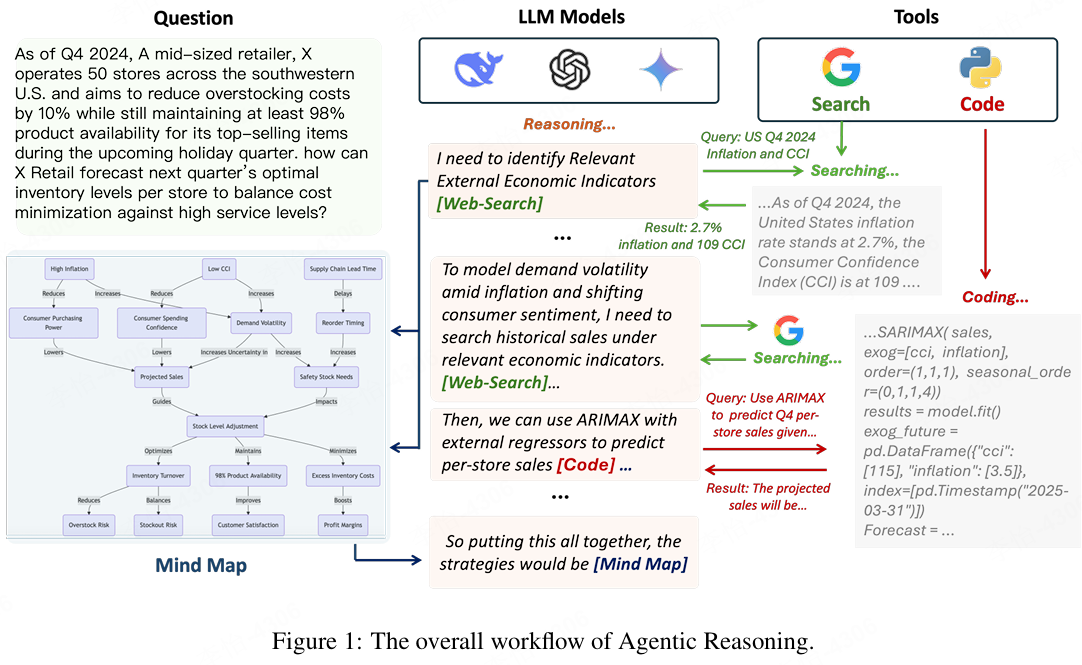 Question
As of Q4 2024, A mid-sized retailer, X
operates 50 stores across the southwestern
U.S. and aims to reduce overstocking costs
by 10% while still maintaining at least 98%
product availability for its top-selling items
during the upcoming holiday quarter. how can
X Retail forecast next quarter's optimal
inventory levels per store to balance cost
minimization against high service levels?
High Inflation
Low CCI
Supply Chain Lead Time
Reduces
Increases
Reduces
Increases
Delays
Consumer Purchasing
Power
Consumer Spending
Confidence
Demand Volatility
Reorder Timing
Lowers
Lowers
Increases Uncertainty in
Increases
Increases
Projected Sales
Safety Stock Needs
Guides
Impacts
Stock Level Adjustment
Optimizes
Maintains
Minimizes
Inventory Turnover
98% Product Availability
Excess Inventory Costs
Reduces
Balances
Improves
Boosts
Overstock Risk
Stockout Risk
Customer Satisfaction
Profit Margins
Mind Map
LLM Models
Reasoning...
I need to identify Relevant
External Economic Indicators
[Web-Search]
...
To model demand volatility
amid inflation and shifting
consumer sentiment, I need to
search historical sales under
relevant economic indicators.
[Web-Search]...
Then, we can use ARIMAX with
external regressors to predict
per-store sales [Code] ...
...
So putting this all together, the
strategies would be [Mind Map]
Tools
Search
Code
Query: US Q4 2024
Inflation and CCI
Searching...
Result: 2.7%
inflation and 109 CCI
...As of Q4 2024, the
United States inflation
rate stands at 2.7%, the
Consumer Confidence
Index (CCI) is at 109 ....
Searching...
Coding...
Query: Use ARIMAX
to predict Q4 per-
store sales given...
Result: The projected
sales will be...
...SARIMAX( sales,
exog=[cci, inflation],
order=(1,1,1), seasonal_orde
r=(0,1,1,4))
results = model.fit()
exog_future =
pd.DataFrame({"cci":
[115], "inflation": [3.5]},
index=[pd.Timestamp("2025-
03-31")])
Forecast = ...
Figure 1: The overall workflow of Agentic Reasoning.